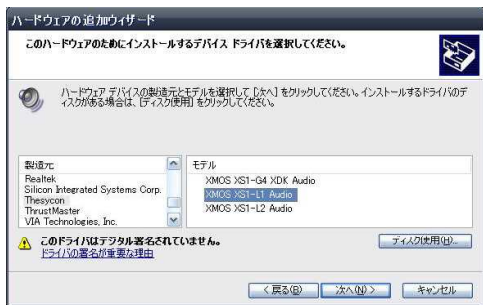 ハードウェアの追加ウィザード
このハードウェアのためにインストールするデバイス ドライバを選択してください。
ハードウェア デバイスの製造元とモデルを選択して [次へ] をクリックしてください。インストールするドライバのデ
ィスクがある場合は、[ディスク使用] をクリックしてください。
製造元
Realtek
Silicon Integrated Systems Corp.
Thesycon
ThrustMaster
VIA Technologies, Inc.
モデル
XMOS XS1-G4 XDK Audio
XMOS XS1-L1 Audio
XMOS XS1-L2 Audio
このドライバはデジタル署名されていません。
ドライバの署名が重要な理由
ディスク使用(H)...
< 戻る(B)
次へ(N) >
キャンセル